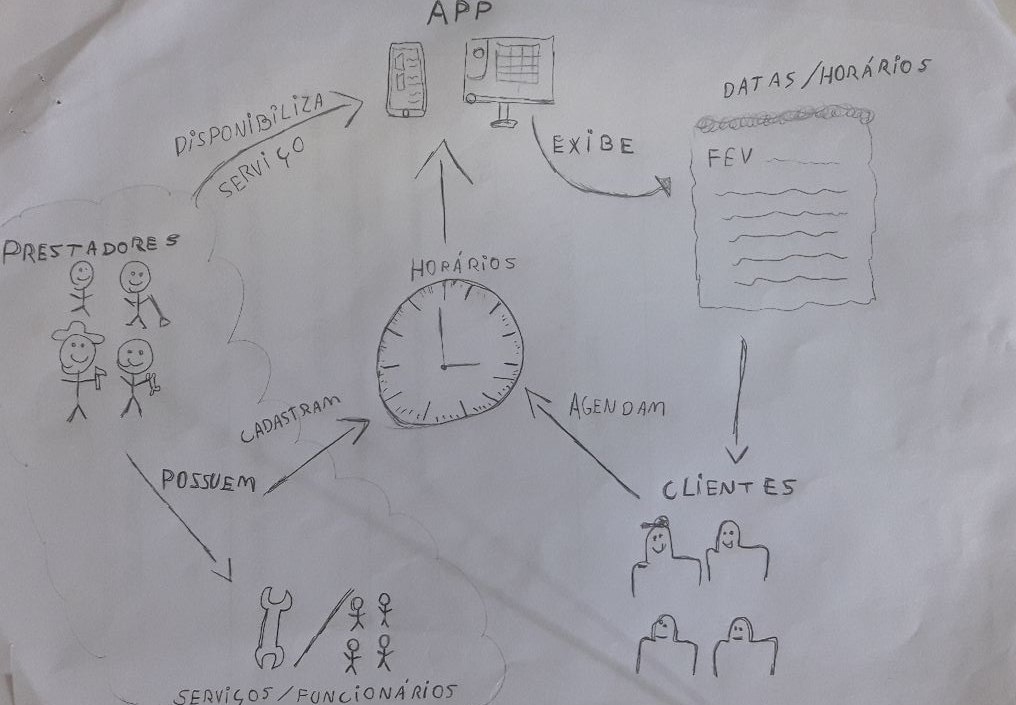 APP
DATAS/HORÁRIOS
DISPONIBILIZA
SERVIÇO
EXIBE
FEV
PRESTADORES
HORÁRIOS
CADASTRAM
AGENDAM
POSSUEM
CLIENTES
SERVIÇOS/FUNCIONÁRIOS